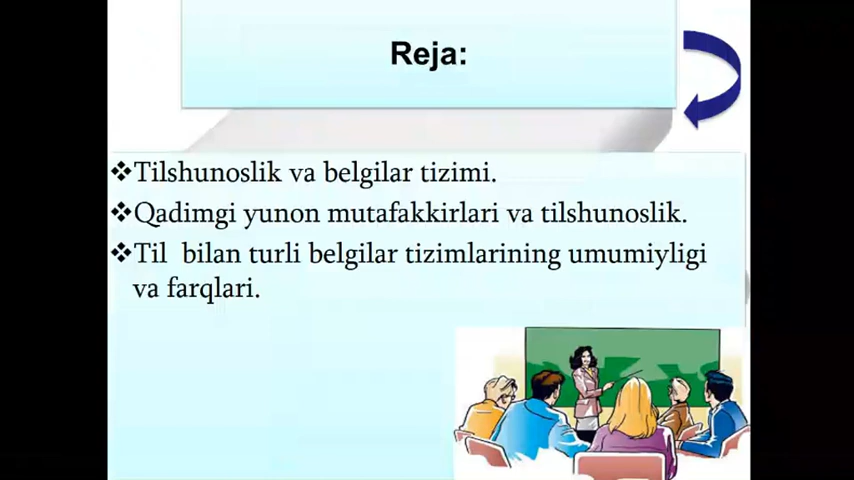 Reja:
❖Tilshunoslik va belgilar tizimi.
❖Qadimgi yunon mutafakkirlari va tilshunoslik.
❖Til bilan turli belgilar tizimlarining umumiyligi
va farqlari.